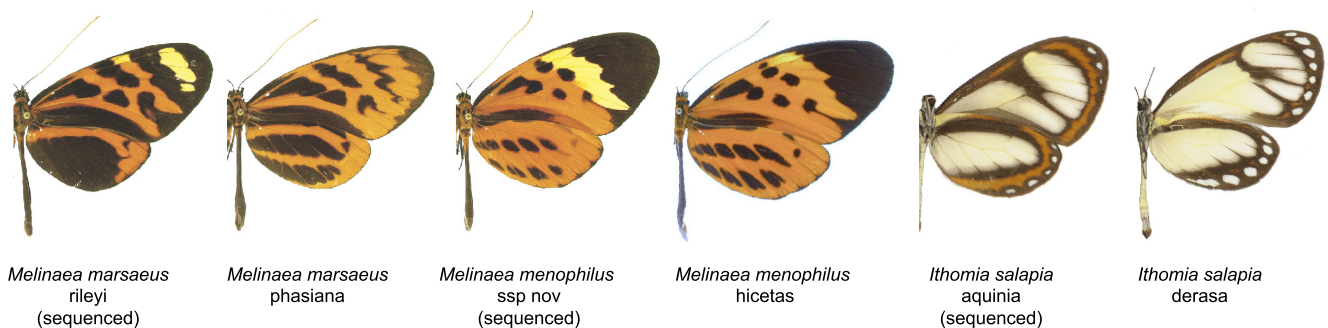 Melinaea marsaeus
rileyi
(sequenced)
Melinaea marsaeus
phasiana
Melinaea menophilus
ssp nov
(sequenced)
Melinaea menophilus
hicetas
Ithomia salapia
aquinia
(sequenced)
Ithomia salapia
derasa